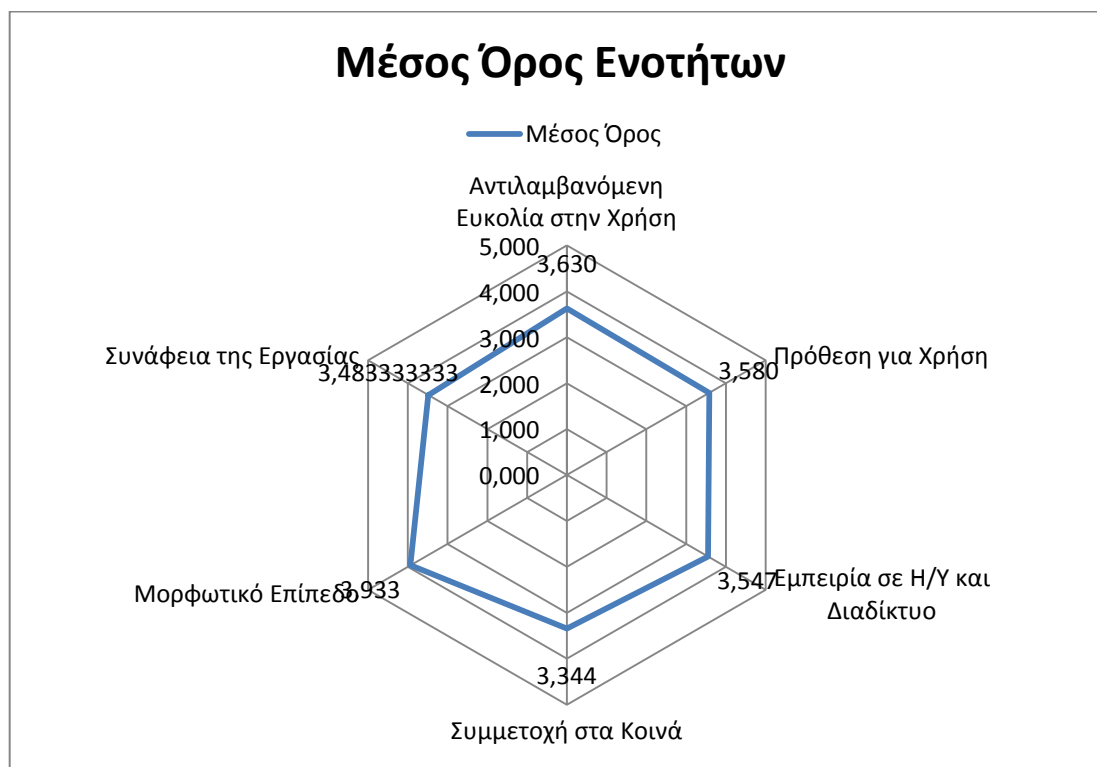 Μέσος Όρος Ενοτήτων
Μέσος Όρος
Αντιλαμβανόμενη
Ευκολία στην Χρήση
5,000
3,630
4,000
3,000
2,000
1,000
0,000
Πρόθεση για Χρήση
3,580
Εμπειρία σε Η/Υ και
Διαδίκτυο
3,547
3,344
Συμμετοχή στα Κοινά
Μορφωτικό Επίπεδο
3,933
Συνάφεια της Εργασίας
3,483333333